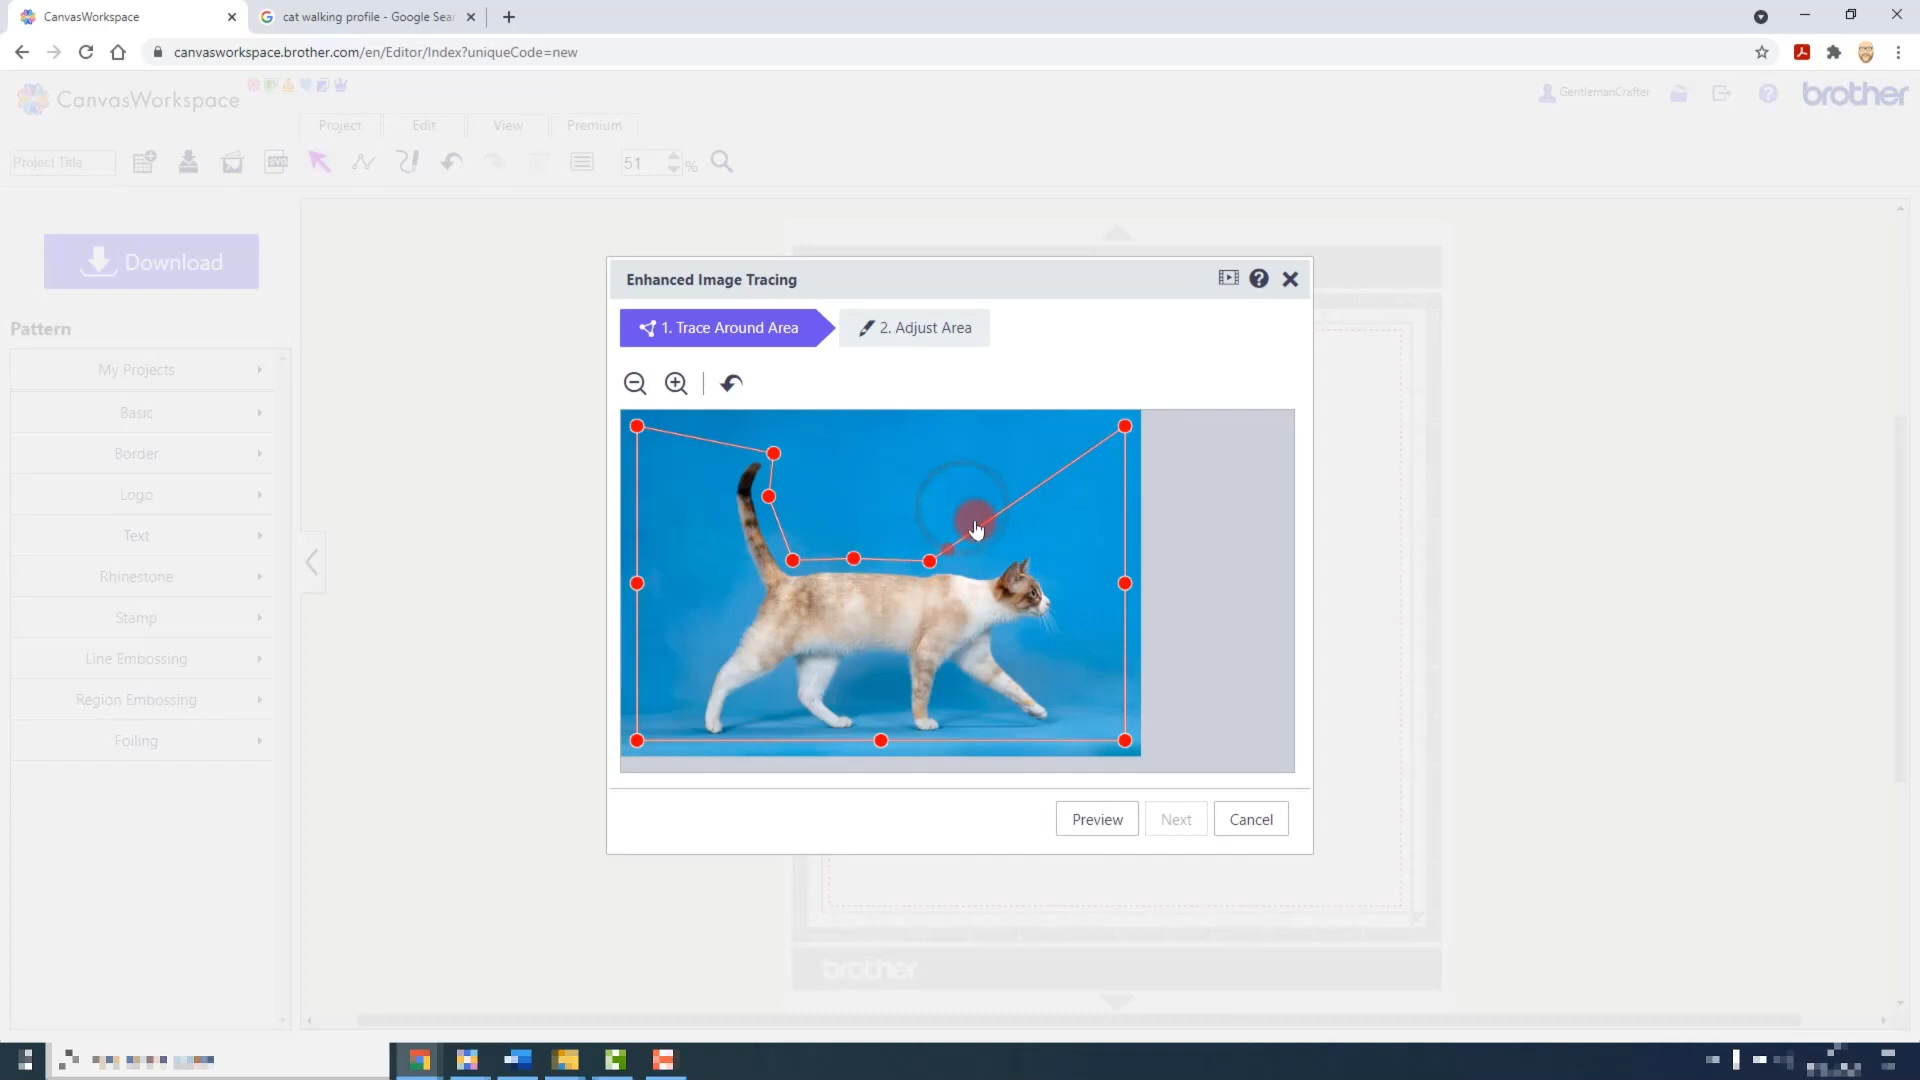 CanvasWorkspace
cat walking profile - Google Sear
canvasworkspace.brother.com/en/Editor/Index?uniqueCode=new
CanvasWorkspace
GentlemanCrafter
brother
Project
Edit
View
Premium
Project Title
SVG
51
%
Download
Pattern
My Projects
Basic
Border
Logo
Text
Rhinestone
Stamp
Line Embossing
Region Embossing
Foiling
Enhanced Image Tracing
1. Trace Around Area
2. Adjust Area
Preview
Next
Cancel
brother